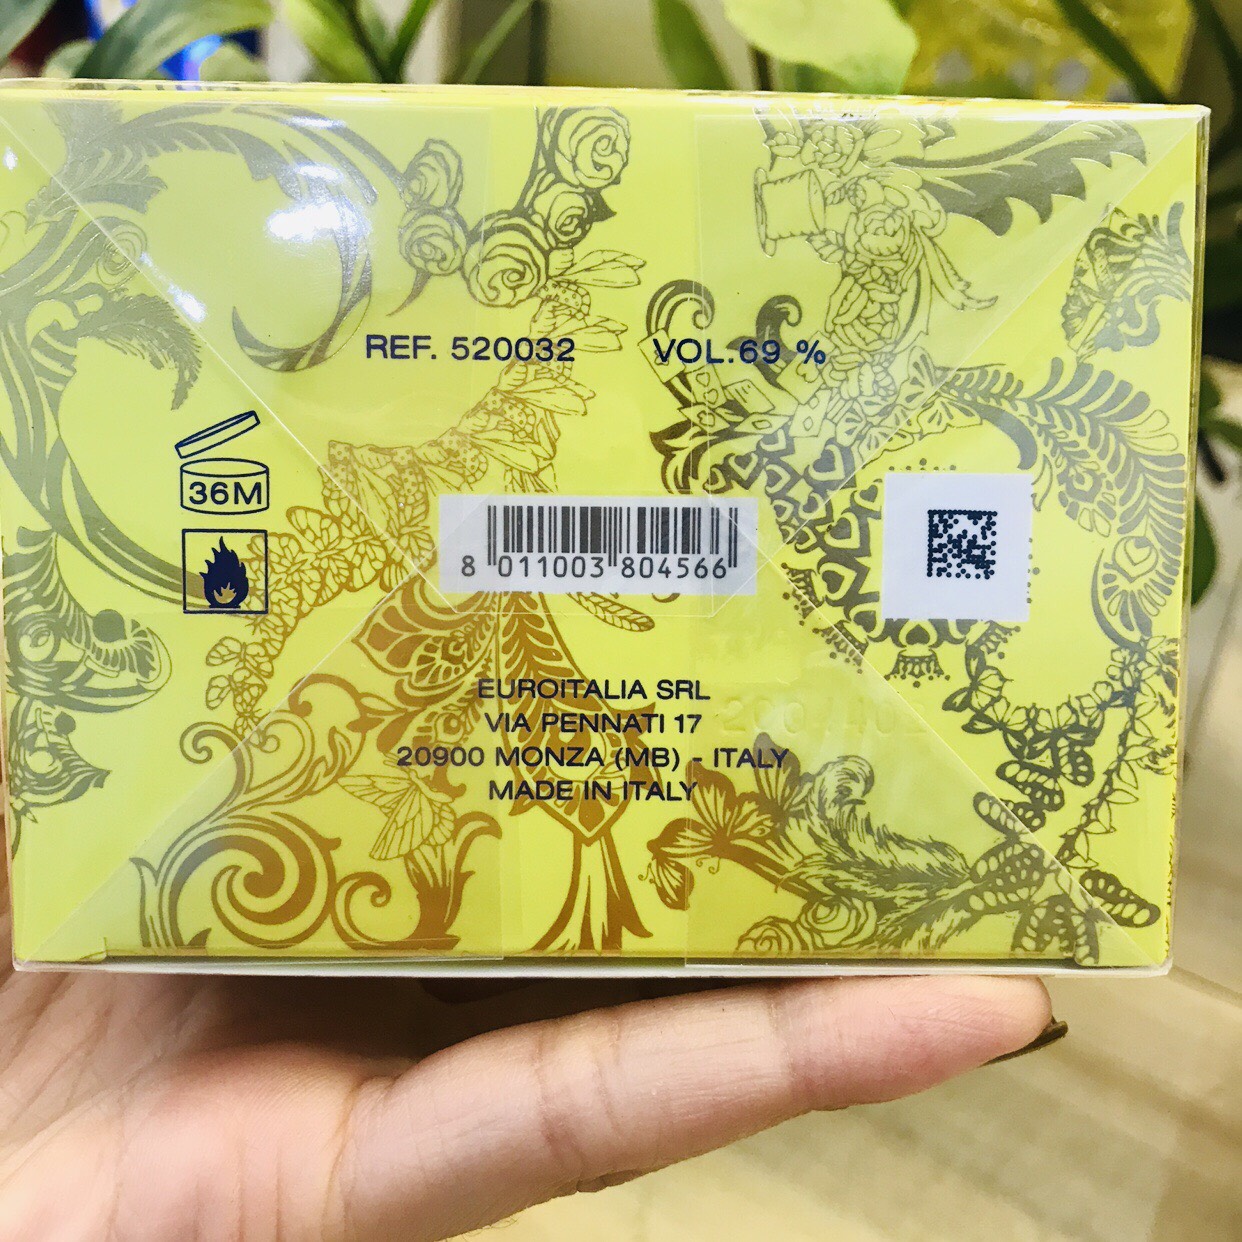 REF. 520032 VOL.69 %
36M
8 011003 804566
EUROITALIA SRL
VIA PENNATI 17
20900 MONZA (MB) - ITALY
MADE IN ITALY